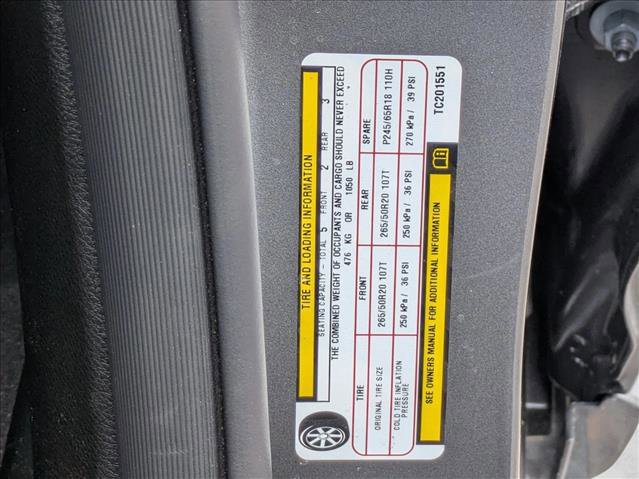 TIRE AND LOADING INFORMATION
SEATING CAPACITY - TOTAL 5 FRONT 2 REAR 3
THE COMBINED WEIGHT OF OCCUPANTS AND CARGO SHOULD NEVER EXCEED
476 KG OR 1050 LB
TIRE FRONT REAR SPARE
ORIGINAL TIRE SIZE 265/50R20 107T 265/50R20 107T P245/65R18 110H
COLD TIRE INFLATION
PRESSURE 250 kPa / 36 PSI 250 kPa / 36 PSI 270 kPa / 39 PSI
SEE OWNERS MANUAL FOR ADDITIONAL INFORMATION
TC201551